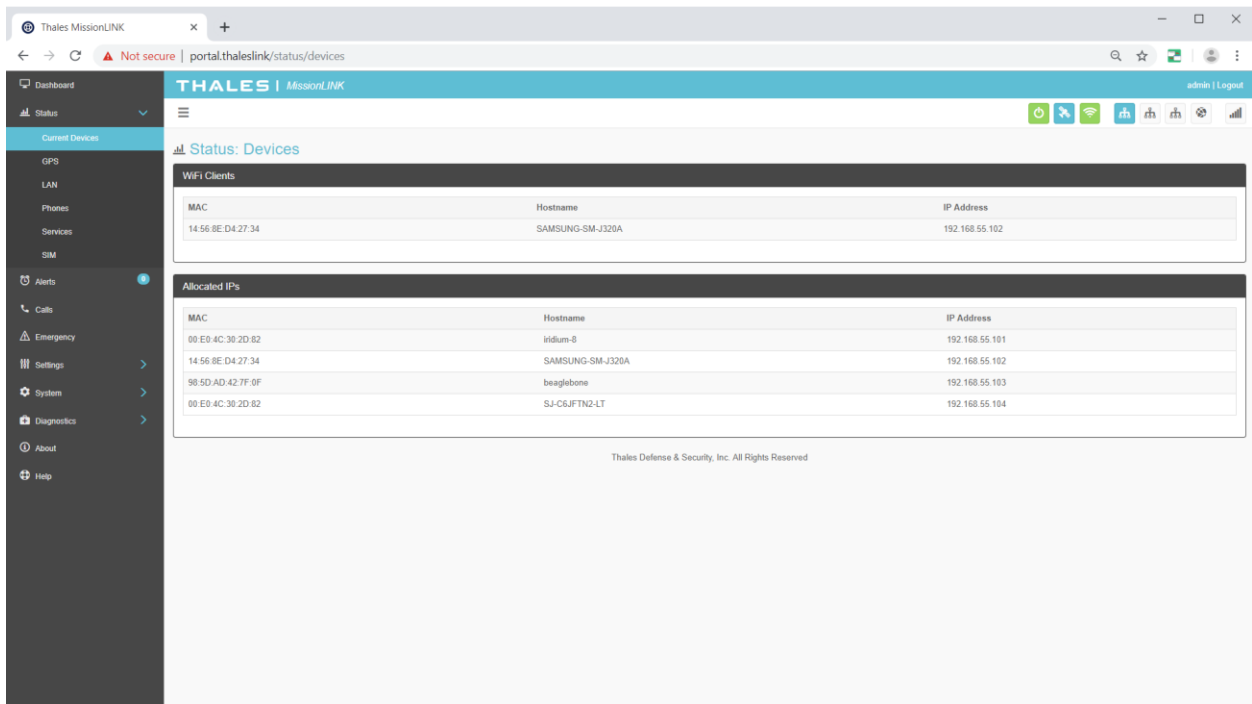 Thales MissionLINK
Not secure | portal.thaleslink/status/devices
Dashboard
THALES | MissionLINK
admin | Logout
Status
Current Devices
GPS
LAN
Phones
Services
SIM
Alerts 0
Calls
Emergency
Settings
System
Diagnostics
About
Help
Status: Devices
WiFi Clients
MAC Hostname IP Address
14:56:8E:D4:27:34 SAMSUNG-SM-J320A 192.168.55.102
Allocated IPs
MAC Hostname IP Address
00:E0:4C:30:2D:82 iridium-8 192.168.55.101
14:56:8E:D4:27:34 SAMSUNG-SM-J320A 192.168.55.102
98:5D:AD:42:7F:0F beaglebone 192.168.55.103
00:E0:4C:30:2D:82 SJ-C6JFTN2-LT 192.168.55.104
Thales Defense & Security, Inc. All Rights Reserved